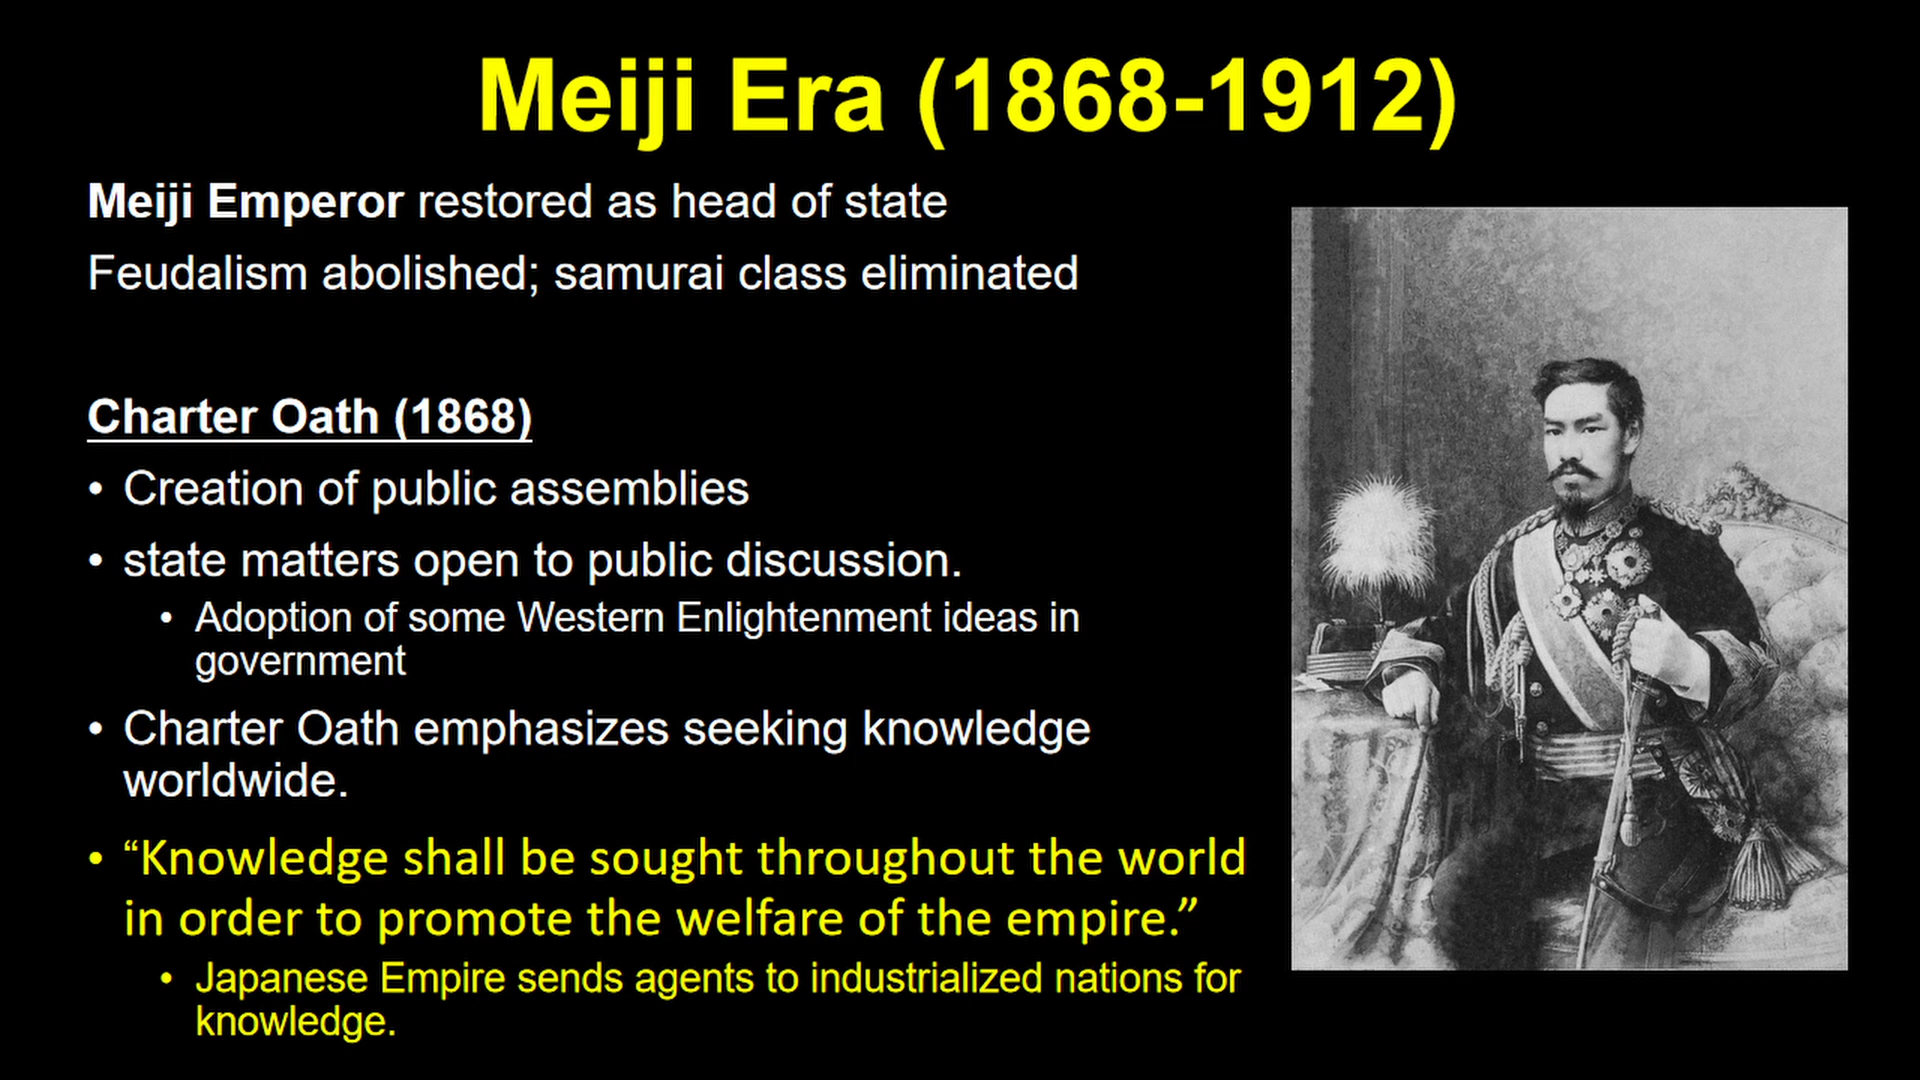 Meiji Era (1868-1912)
Meiji Emperor restored as head of state
Feudalism abolished; samurai class eliminated
Charter Oath (1868)
• Creation of public assemblies
• state matters open to public discussion.
• Adoption of some Western Enlightenment ideas in
government
• Charter Oath emphasizes seeking knowledge
worldwide.
• “Knowledge shall be sought throughout the world
in order to promote the welfare of the empire.”
• Japanese Empire sends agents to industrialized nations for
knowledge.